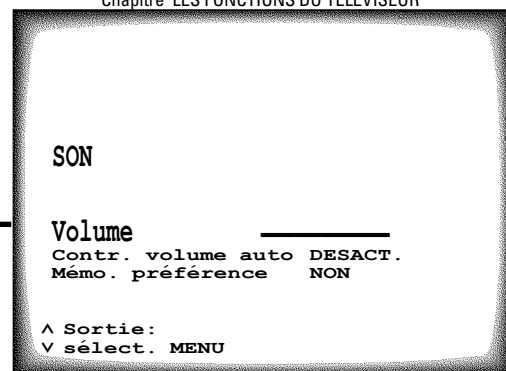 Chapitre LES FONCTIONS DU TELEVISEUR
SON
Volume
Contr. volume auto DESACT.
Mémo. préférence NON
∧ Sortie:
∨ sélect. MENU